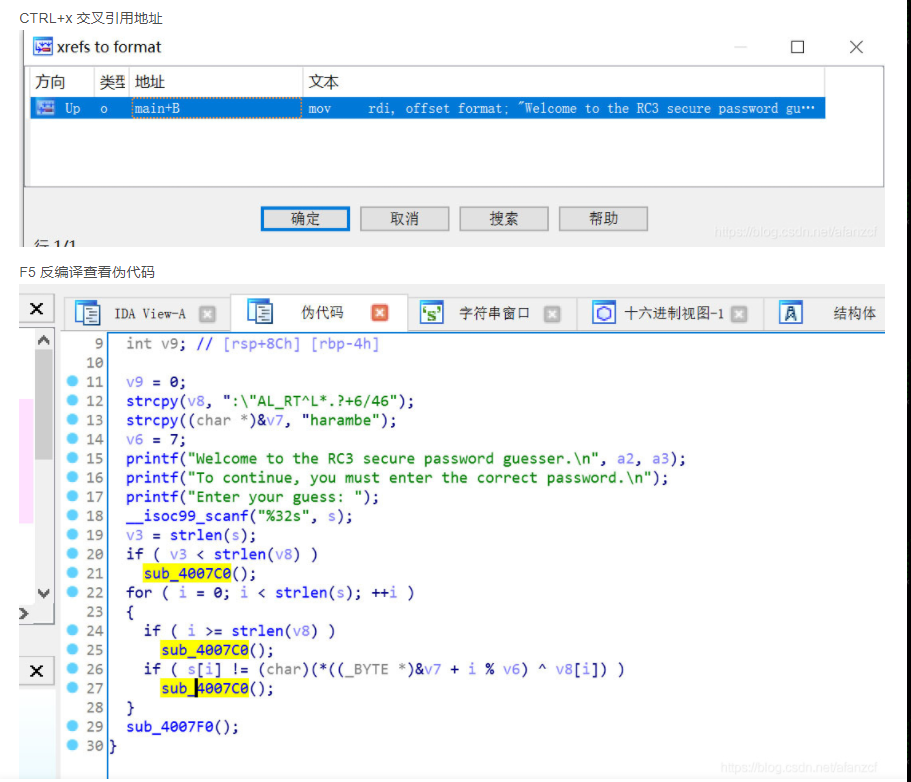 CTRL+x 交叉引用地址
xrefs to format
方向 类型 地址 文本
Up o main+B mov rdi, offset format; "Welcome to the RC3 secure password gu…
确定 取消 搜索 帮助
行 1/1
https://blog.csdn.net/afanzcf
F5 反编译查看伪代码
IDA View-A 伪代码 字符串窗口 十六进制视图-1 结构体
9 int v9; // [rsp+8Ch] [rbp-4h]
10
11 v9 = 0;
12 strcpy(v8, ":\"AL_RT^L*.?+6/46");
13 strcpy((char *)&v7, "harambe");
14 v6 = 7;
15 printf("Welcome to the RC3 secure password guesser.\n", a2, a3);
16 printf("To continue, you must enter the correct password.\n");
17 printf("Enter your guess: ");
18 __isoc99_scanf("%32s", s);
19 v3 = strlen(s);
20 if ( v3 < strlen(v8) )
21 sub_4007C0();
22 for ( i = 0; i < strlen(s); ++i )
23 {
24 if ( i >= strlen(v8) )
25 sub_4007C0();
26 if ( s[i] != (char)(*((_BYTE *)&v7 + i % v6) ^ v8[i]) )
27 sub_4007C0();
28 }
29 sub_4007F0();
30 }
https://blog.csdn.net/afanzcf